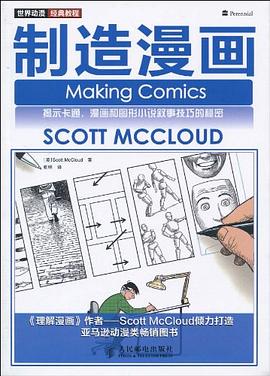 世界动漫 经典教程
Perennial
制造漫画
Making Comics
揭示卡通，漫画和图形小说叙事技巧的秘密
SCOTT MCCLOUD
[美]Scott McCloud 著
译
《理解漫画》作者——Scott McCloud倾力打造
亚马逊动漫类畅销图书
人民邮电出版社
POSTS & TELECOM PRESS